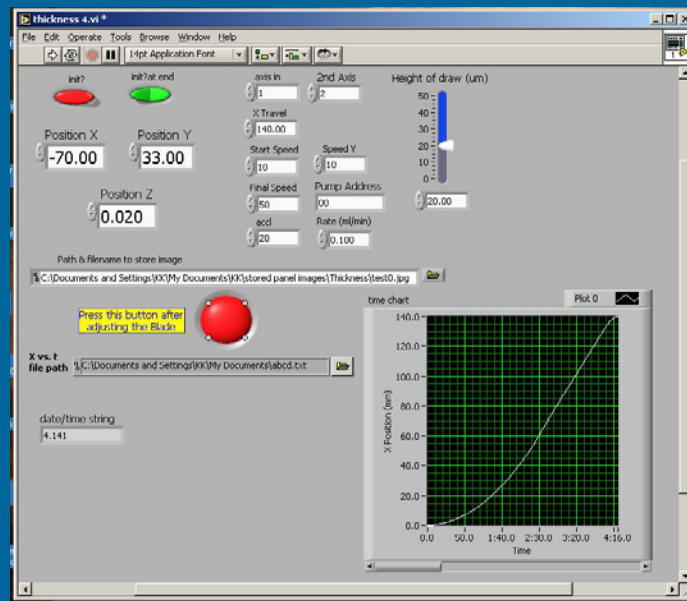 thickness 4.vi *
File Edit Operate Tools Browse Window Help
14pt Application Font
1
init?
init?at end
axis in
2nd Axis
Height of draw (um)
1
2
X Travel
140.00
Position X
Position Y
-70.00
33.00
Start Speed
Speed Y
10
10
50
40
30
20
10
0
Final Speed
Pump Address
50
00
Position Z
0.020
accl
Rate (ml/min)
20
0.100
20.00
Path & filename to store image
C:\Documents and Settings\KK\My Documents\KK\stored panel images\Thickness\test0.jpg
Press this button after
adjusting the Blade
time chart
Plot 0
X vs. t
file path
C:\Documents and Settings\KK\My Documents\abcd.txt
date/time string
4.141
X Position (mm)
140.0
120.0
100.0
80.0
60.0
40.0
20.0
0.0
0.0 50.0 1:40.0 2:30.0 3:20.0 4:16.0
Time